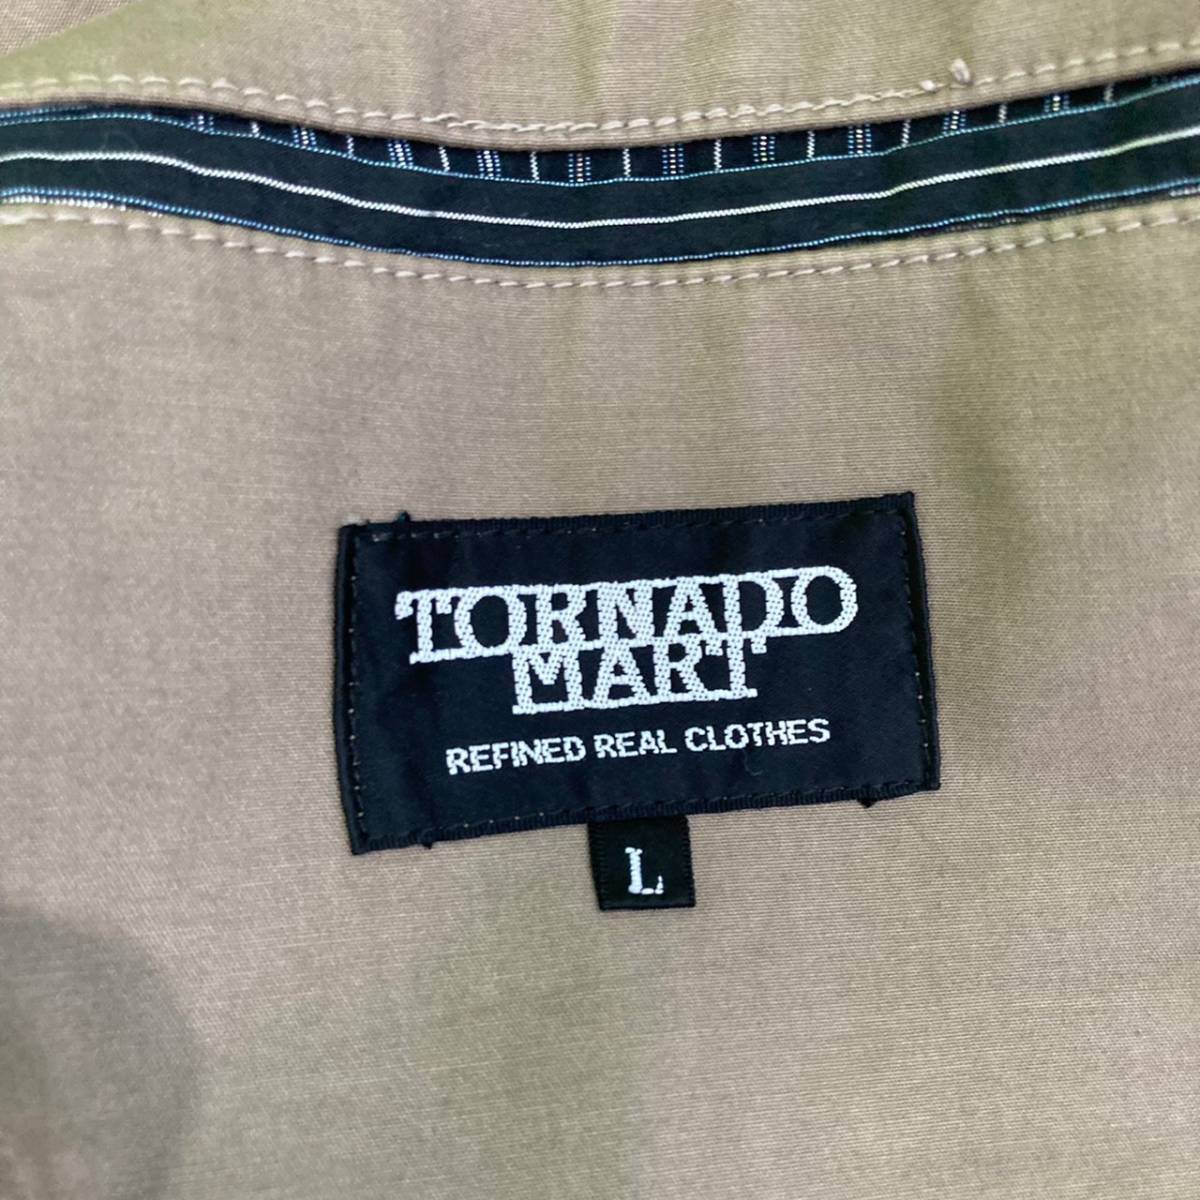 TORNADO
MART
REFINED REAL CLOTHES
L